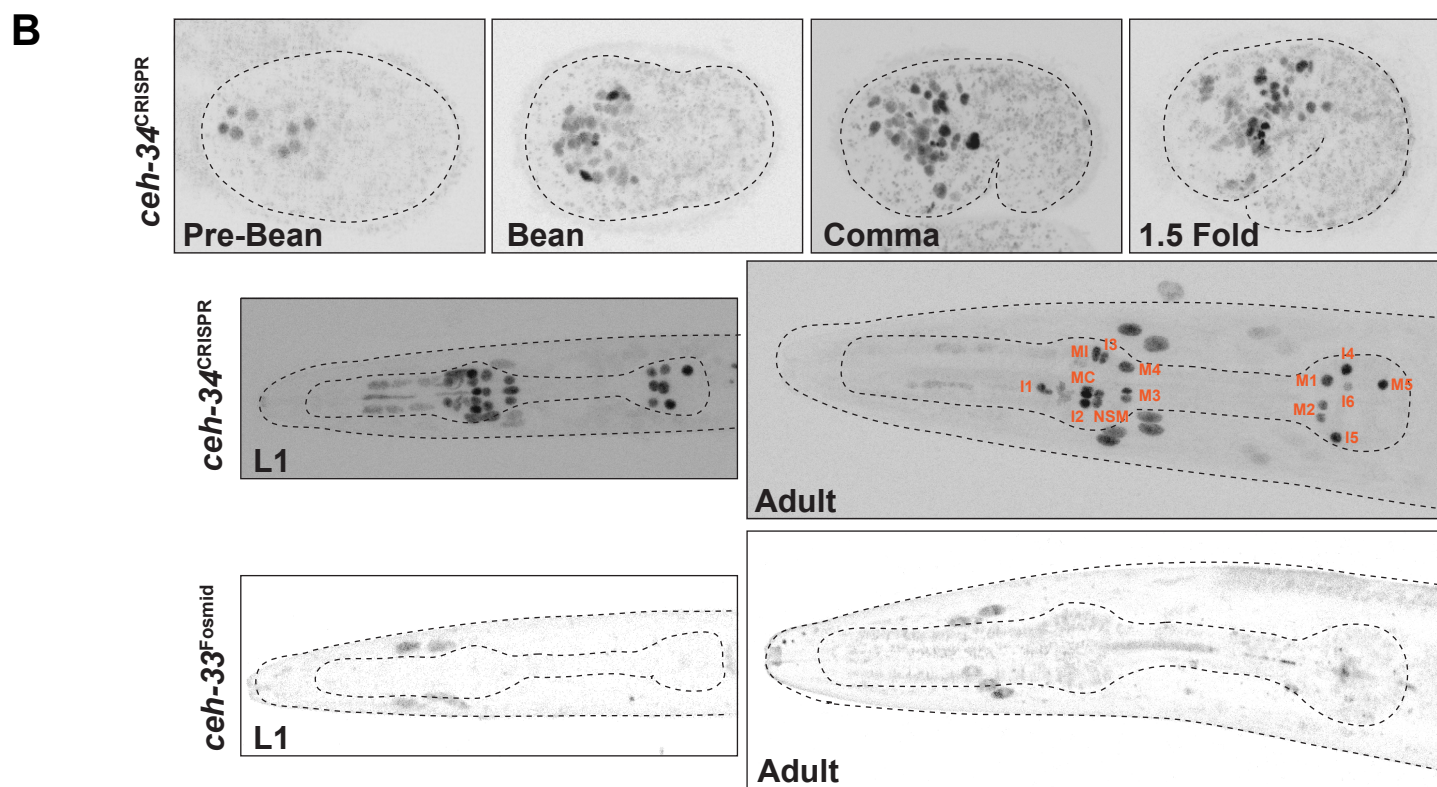 B
ceh-34CRISPR
Pre-Bean
Bean
Comma
1.5 Fold
ceh-34CRISPR
L1
MI
I3
M4
I1
MC
M3
I2
NSM
I4
M1
M5
I6
M2
I5
Adult
ceh-33Fosmid
L1
Adult